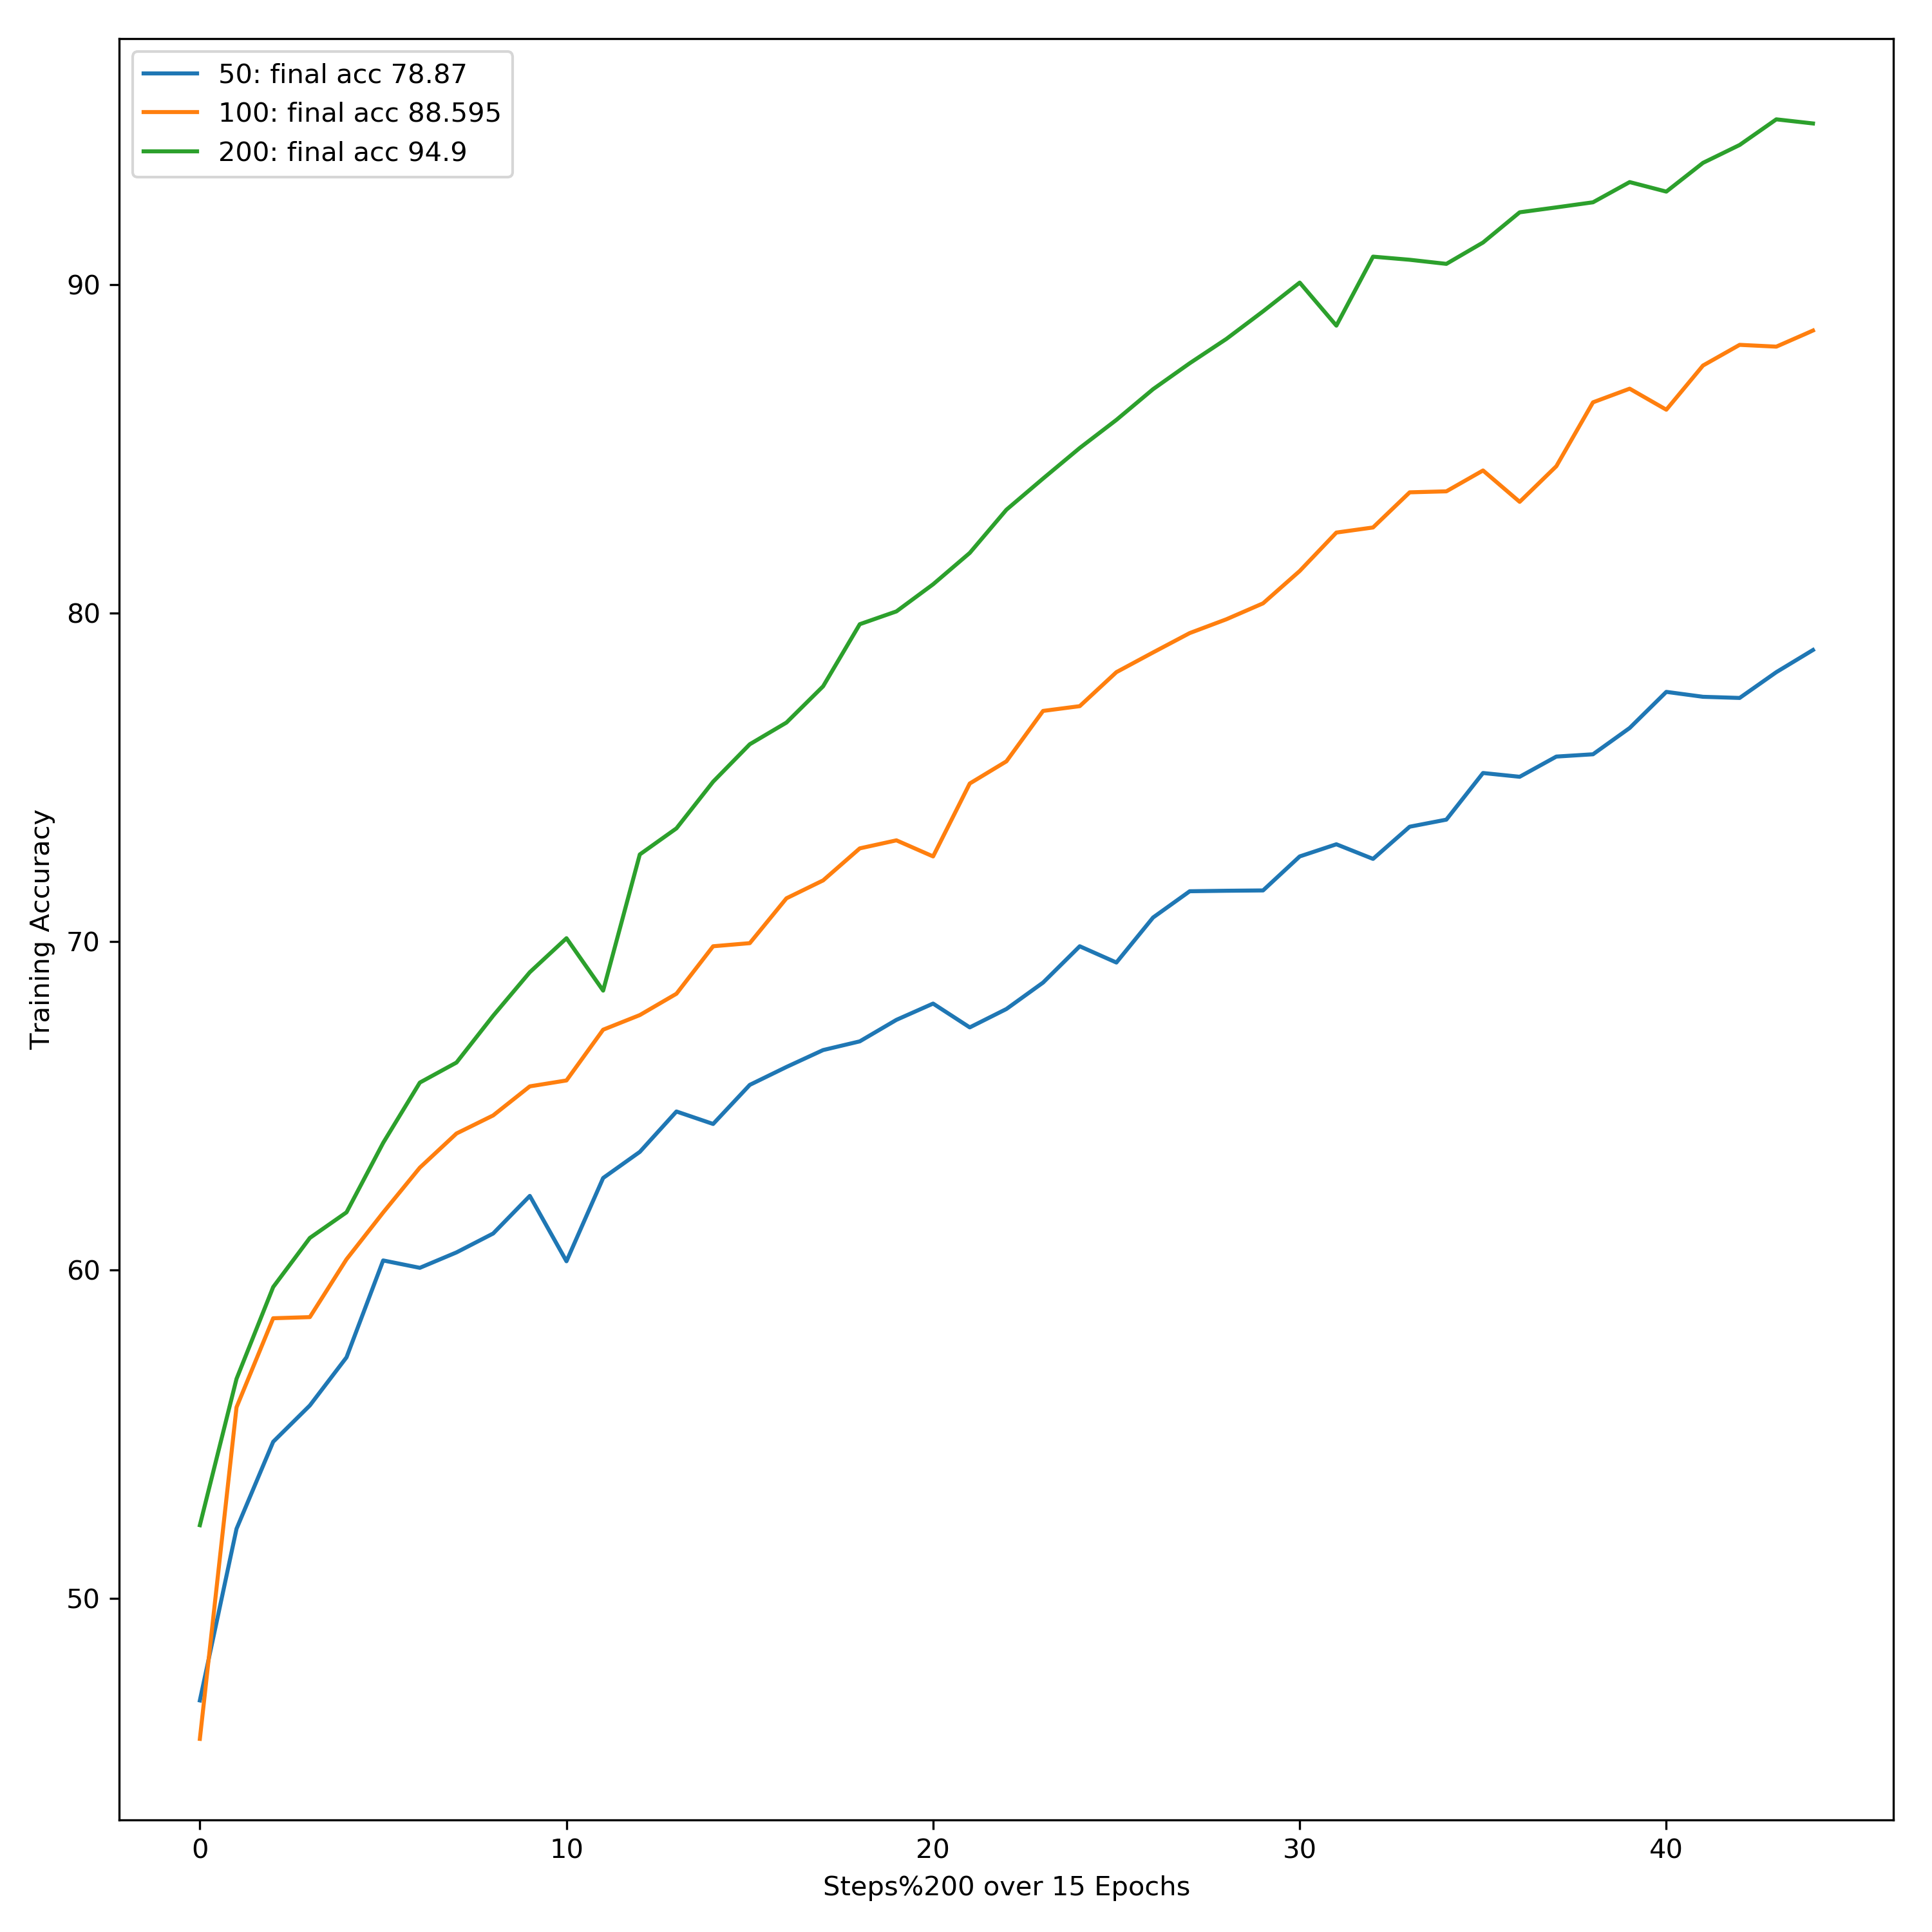 50: final acc 78.87
100: final acc 88.595
200: final acc 94.9
90
80
70
60
50
Training Accuracy
0 10 20 30 40
Steps%200 over 15 Epochs